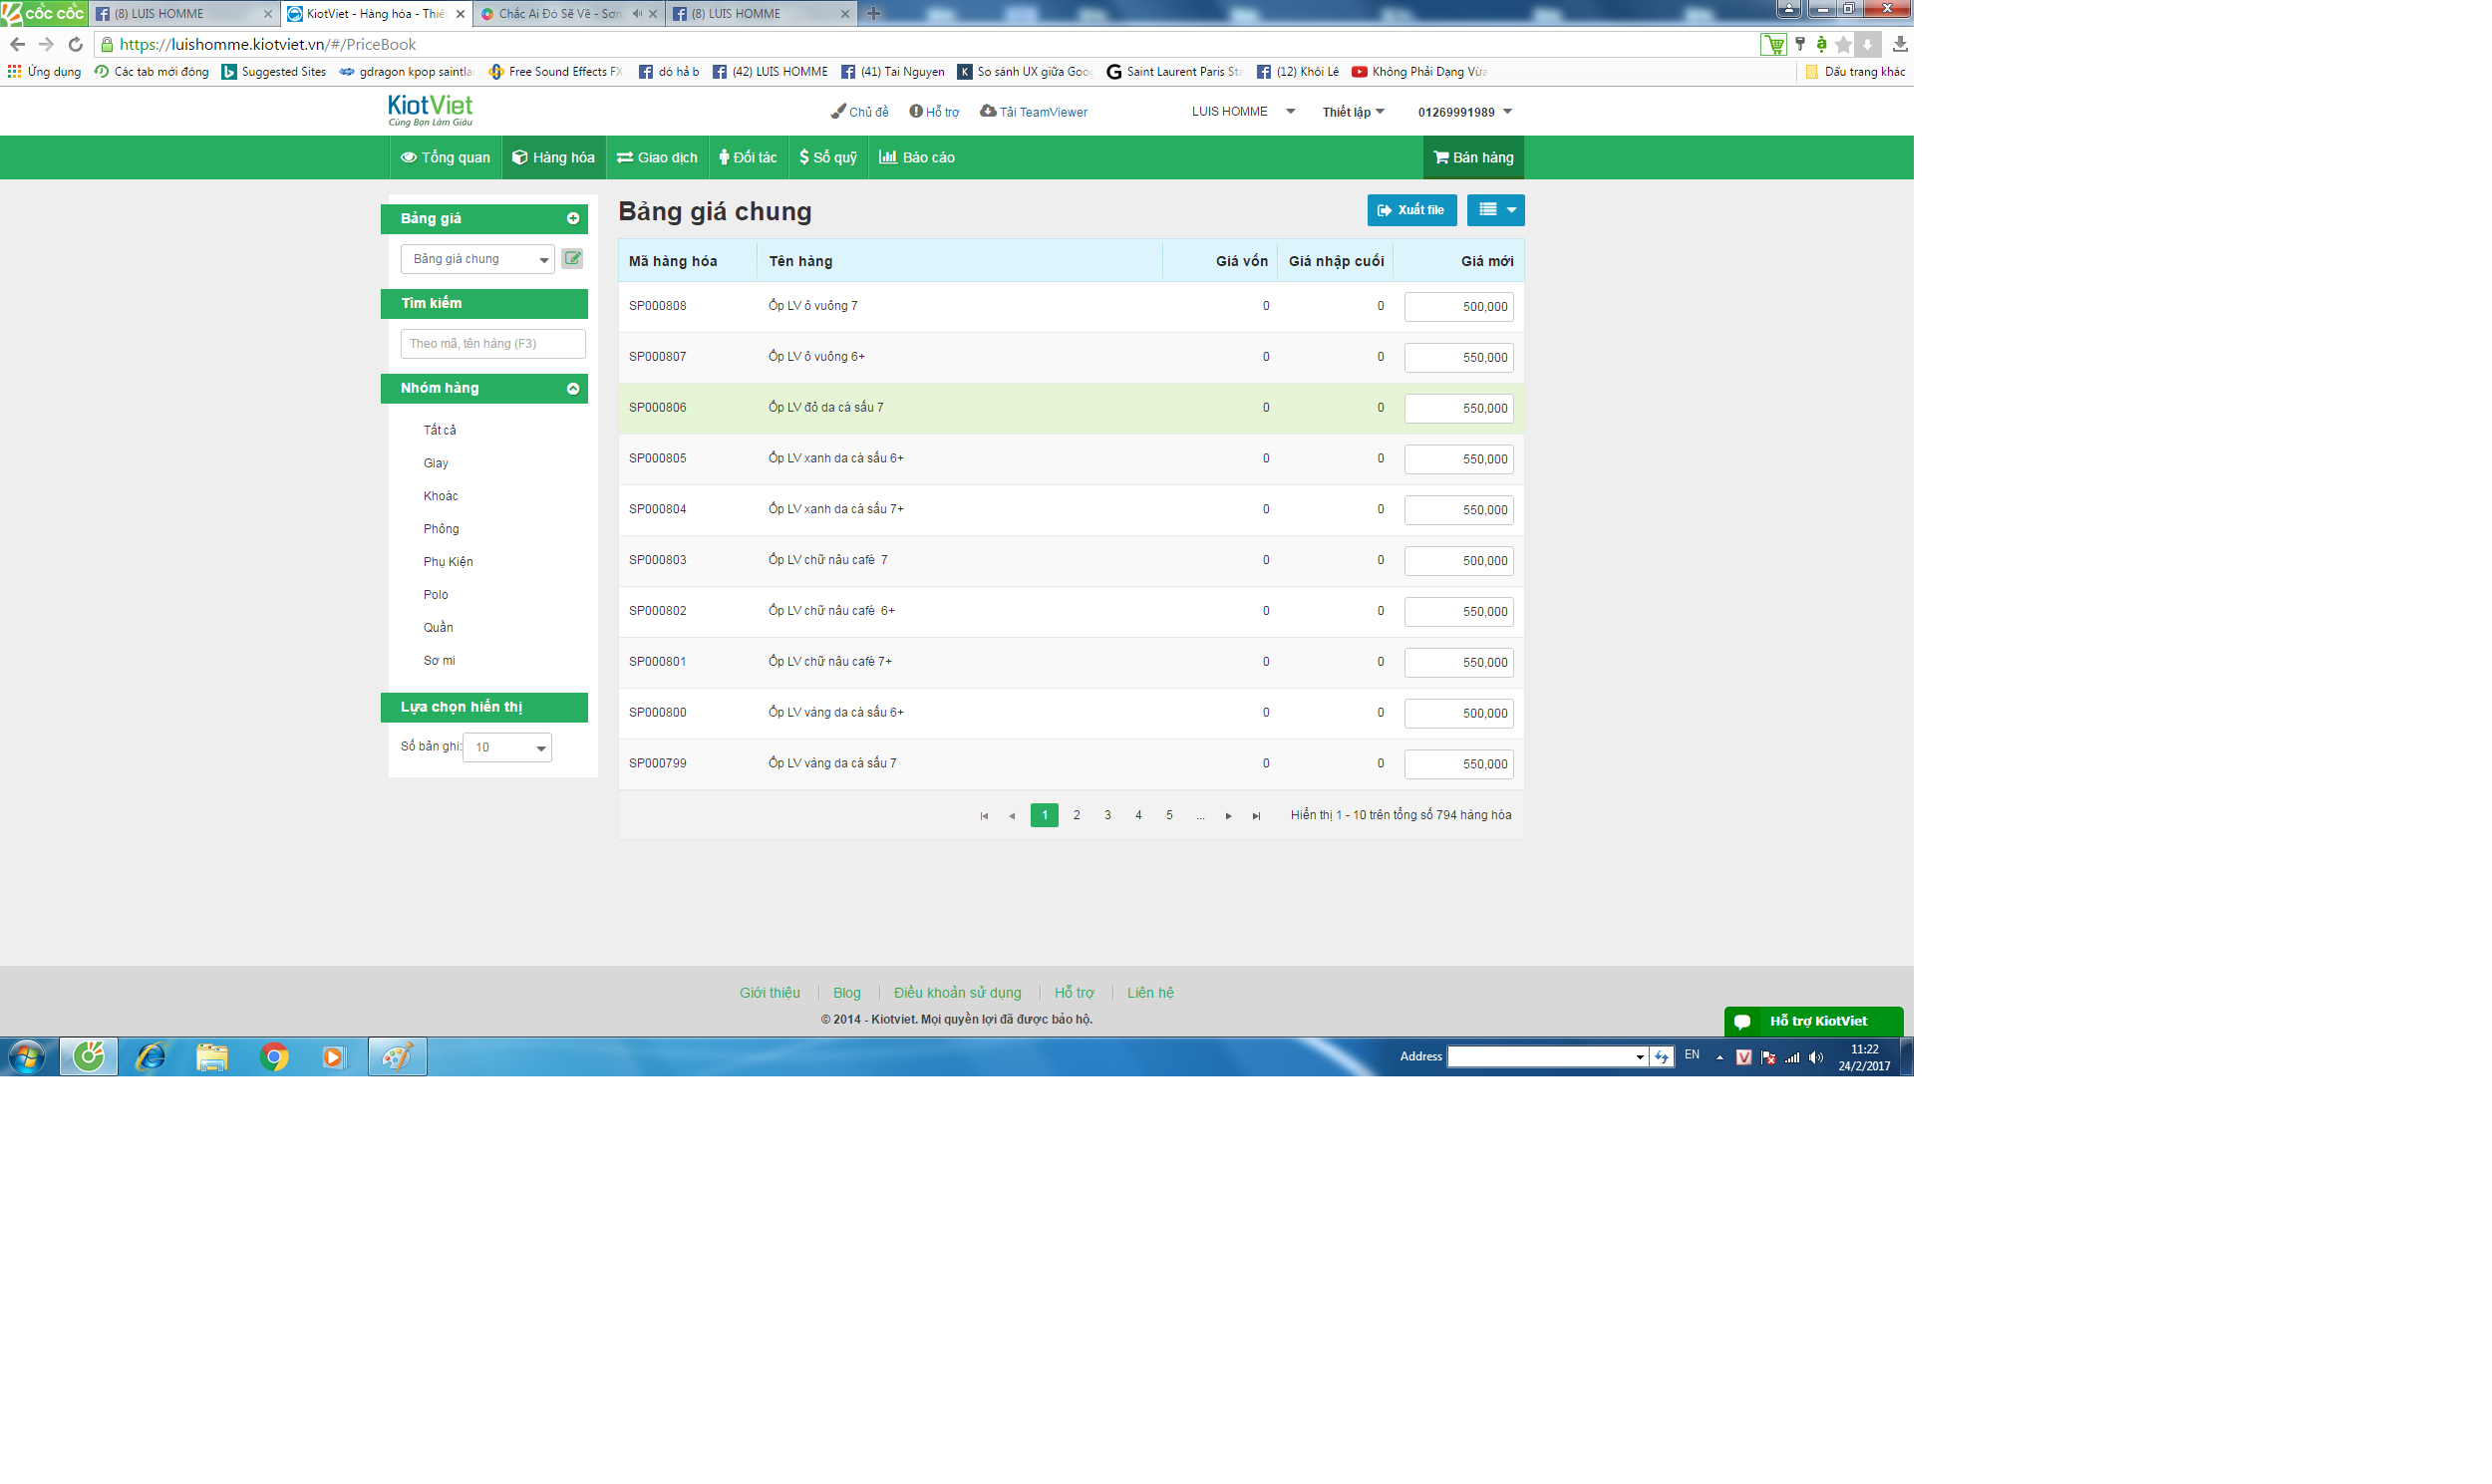 cốc cốc (8) LUIS HOMME KiotViet - Hàng hóa - Thiế Chắc Ai Đó Sẽ Về - Sơn (8) LUIS HOMME
https://luishomme.kiotviet.vn/#/PriceBook
Ứng dụng Các tab mới đóng Suggested Sites gdragon kpop saintla Free Sound Effects FX dó hả b (42) LUIS HOMME (41) Tai Nguyen So sánh UX giữa Goog Saint Laurent Paris Sta (12) Khôi Lê Không Phải Dạng Vừa Dấu trang khác
KiotViet
Cùng Bạn Làm Giàu
Chủ đề Hỗ trợ Tải TeamViewer LUIS HOMME Thiết lập 01269991989
Tổng quan Hàng hóa Giao dịch Đối tác Sổ quỹ Báo cáo Bán hàng
Bảng giá
Bảng giá chung
Tìm kiếm
Theo mã, tên hàng (F3)
Nhóm hàng
Tất cả
Giay
Khoác
Phông
Phụ Kiện
Polo
Quần
Sơ mi
Lựa chọn hiển thị
Số bản ghi: 10
Bảng giá chung Xuất file
Mã hàng hóa Tên hàng Giá vốn Giá nhập cuối Giá mới
SP000808 Ốp LV ô vuông 7 0 0 500,000
SP000807 Ốp LV ô vuông 6+ 0 0 550,000
SP000806 Ốp LV đỏ da cá sấu 7 0 0 550,000
SP000805 Ốp LV xanh da cá sấu 6+ 0 0 550,000
SP000804 Ốp LV xanh da cá sấu 7+ 0 0 550,000
SP000803 Ốp LV chữ nâu café 7 0 0 500,000
SP000802 Ốp LV chữ nâu café 6+ 0 0 550,000
SP000801 Ốp LV chữ nâu café 7+ 0 0 550,000
SP000800 Ốp LV vàng da cá sấu 6+ 0 0 500,000
SP000799 Ốp LV vàng da cá sấu 7 0 0 550,000
1 2 3 4 5 ... Hiển thị 1 - 10 trên tổng số 794 hàng hóa
Giới thiệu Blog Điều khoản sử dụng Hỗ trợ Liên hệ
© 2014 - Kiotviet. Mọi quyền lợi đã được bảo hộ.
Hỗ trợ KiotViet
Address EN 11:22
24/2/2017